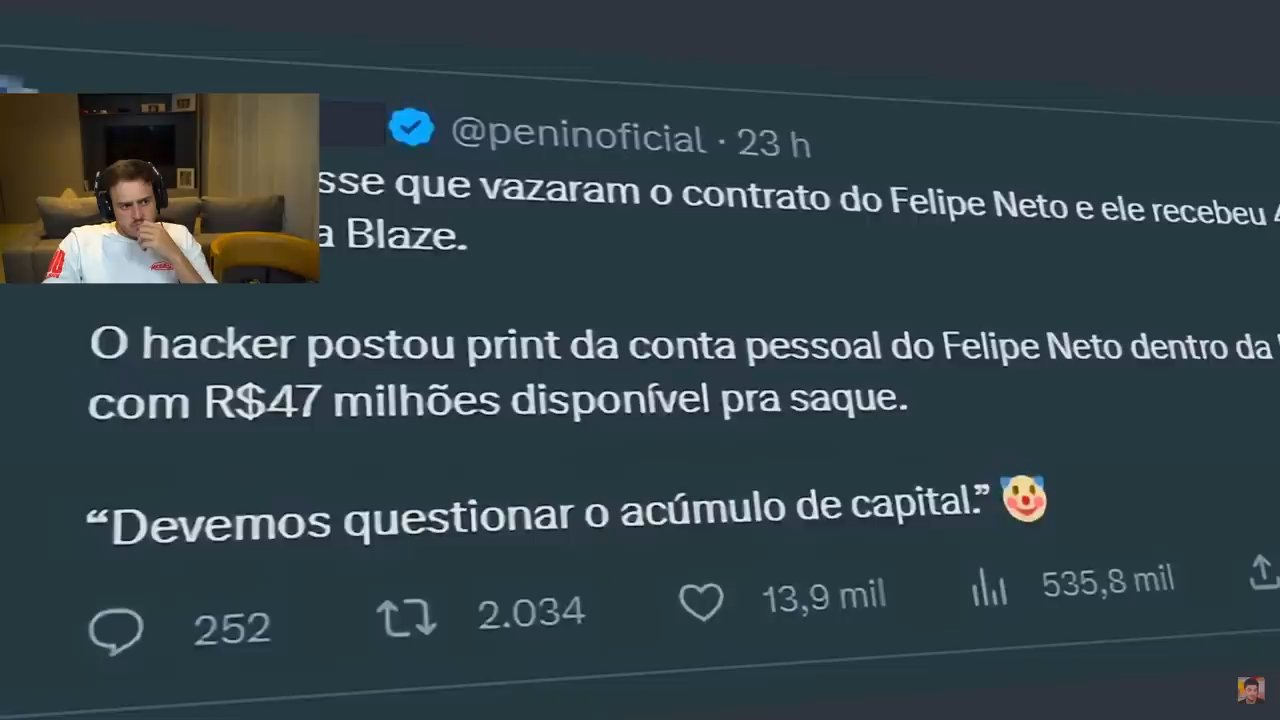 @peninoficial · 23 h
que vazaram o contrato do Felipe Neto e ele recebeu
a Blaze.
O hacker postou print da conta pessoal do Felipe Neto dentro da
com R$47 milhões disponível pra saque.
“Devemos questionar o acúmulo de capital.” 🤡
252 2.034 13,9 mil 535,8 mil